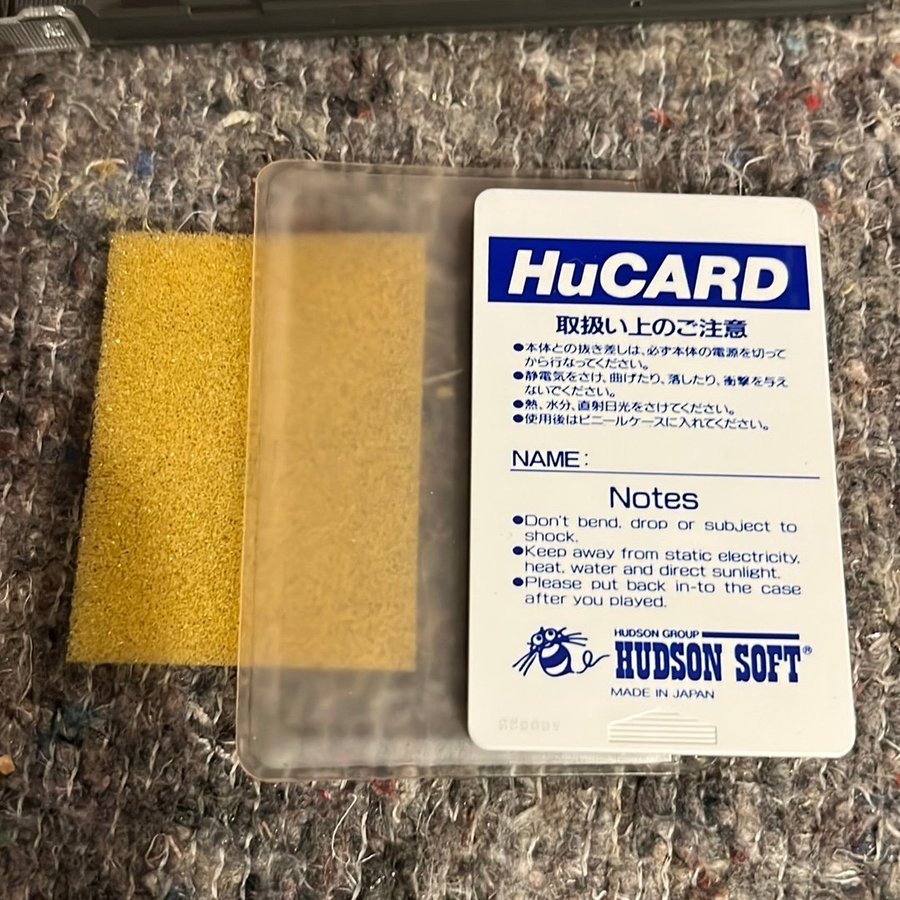 HuCARD
取扱い上のご注意
●本体との抜き差しは、必ず本体の電源を切って
から行なってください。
●静電気をさけ、曲げたり、落したり、衝撃を与え
ないでください。
●熱、水分、直射日光をさけてください。
●使用後はビニールケースに入れてください。
NAME:
Notes
●Don't bend, drop or subject to
shock.
●Keep away from static electricity,
heat, water and direct sunlight.
●Please put back in-to the case
after you played.
HUDSON GROUP
HUDSON SOFT®
MADE IN JAPAN